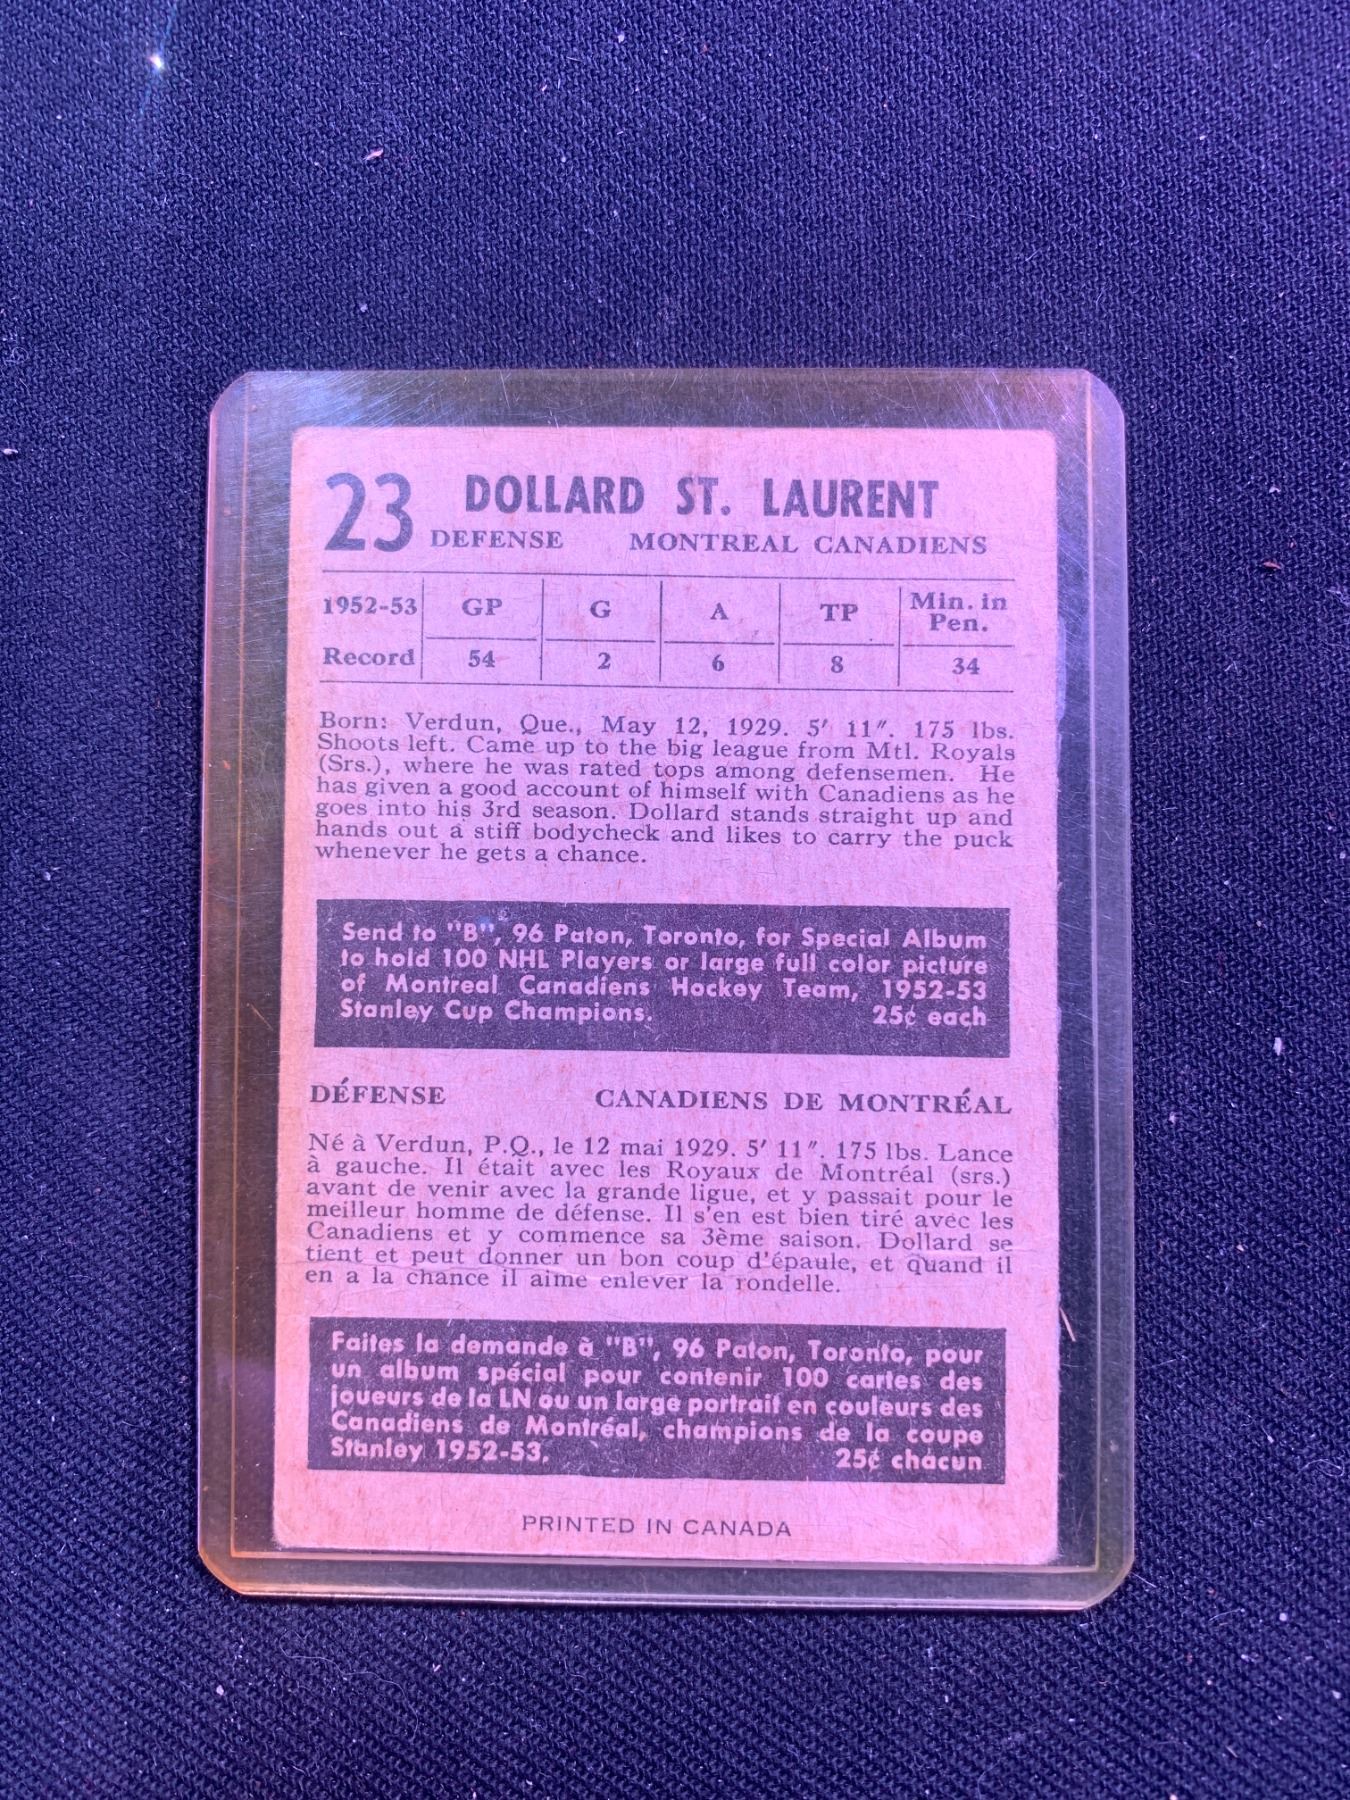 23 DOLLARD ST. LAURENT
DEFENSE MONTREAL CANADIENS
1952-53 GP G A TP Min. in Pen.
Record 54 2 6 8 34
Born: Verdun, Que., May 12, 1929. 5' 11". 175 lbs.
Shoots left. Came up to the big league from Mtl. Royals
(Srs.), where he was rated tops among defensemen. He
has given a good account of himself with Canadiens as he
goes into his 3rd season. Dollard stands straight up and
hands out a stiff bodycheck and likes to carry the puck
whenever he gets a chance.
Send to "B", 96 Paton, Toronto, for Special Album
to hold 100 NHL Players or large full color picture
of Montreal Canadiens Hockey Team, 1952-53
Stanley Cup Champions. 25¢ each
DÉFENSE CANADIENS DE MONTRÉAL
Né à Verdun, P.Q., le 12 mai 1929. 5' 11". 175 lbs. Lance
à gauche. Il était avec les Royaux de Montréal (srs.)
avant de venir avec la grande ligue, et y passait pour le
meilleur homme de défense. Il s'en est bien tiré avec les
Canadiens et y commence sa 3ème saison. Dollard se
tient et peut donner un bon coup d'épaule, et quand il
en a la chance il aime enlever la rondelle.
Faites la demande à "B", 96 Paton, Toronto, pour
un album spécial pour contenir 100 cartes des
joueurs de la LN ou un large portrait en couleurs des
Canadiens de Montréal, champions de la coupe
Stanley 1952-53. 25¢ chacun
PRINTED IN CANADA